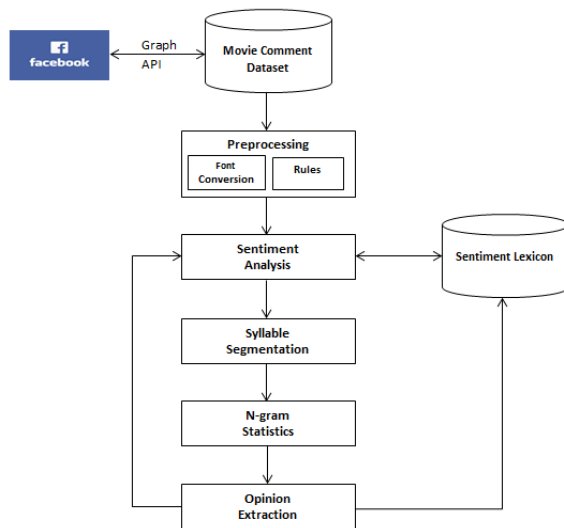 facebook
Graph
API
Movie Comment
Dataset
Preprocessing
Font
Conversion
Rules
Sentiment
Analysis
Sentiment Lexicon
Syllable
Segmentation
N-gram
Statistics
Opinion
Extraction